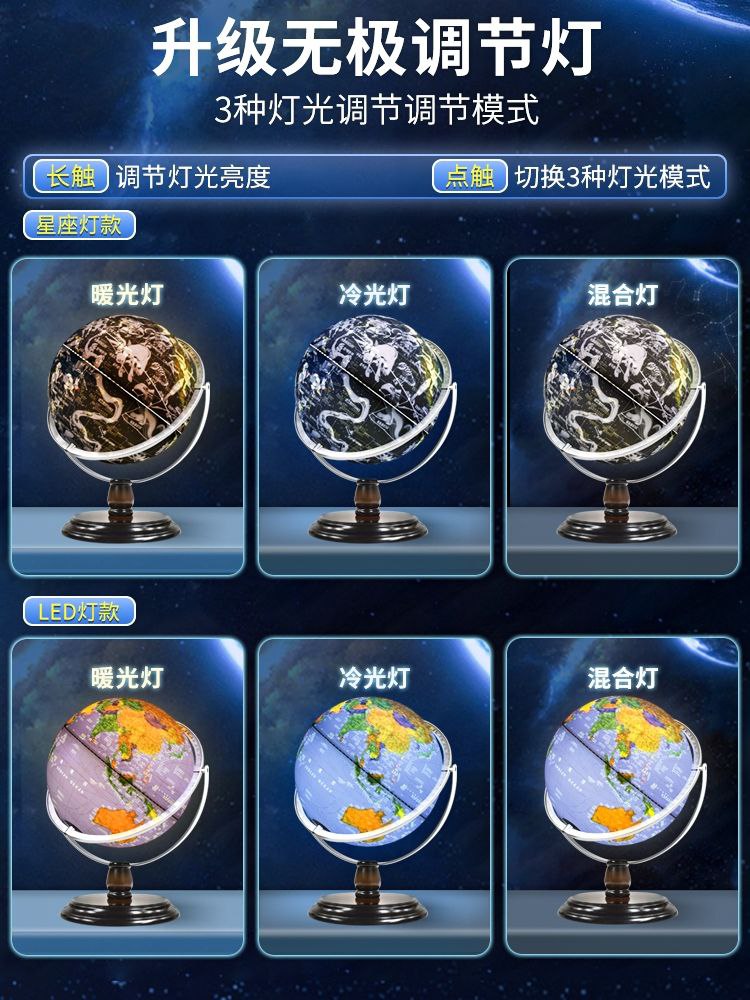 升级无极调节灯
3种灯光调节调节模式
长触 调节灯光亮度 点触 切换3种灯光模式
星座灯款
暖光灯 冷光灯 混合灯
LED灯款
暖光灯 冷光灯 混合灯